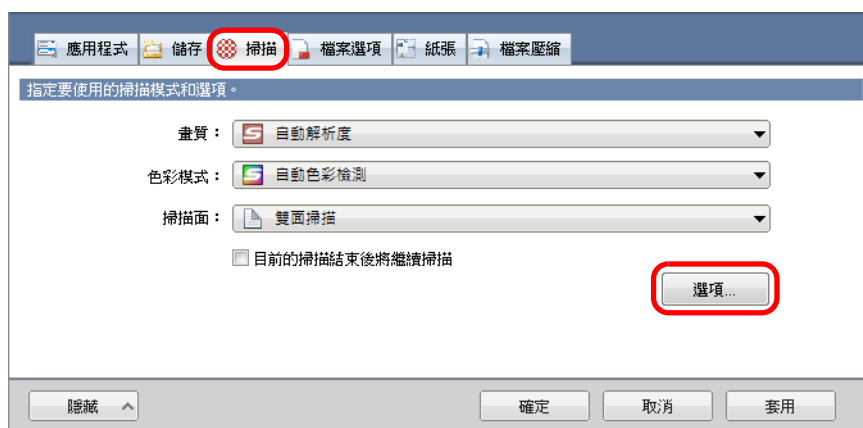 應用程式 儲存 掃描 檔案選項 紙張 檔案壓縮
指定要使用的掃描模式和選項。
畫質： 自動解析度
色彩模式： 自動色彩檢測
掃描面： 雙面掃描
目前的掃描結束後將繼續掃描
選項...
隱藏 確定 取消 套用